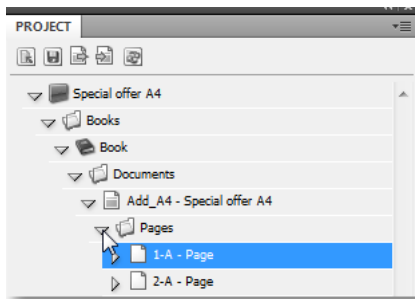 PROJECT
Special offer A4
Books
Book
Documents
Add_A4 - Special offer A4
Pages
1-A - Page
2-A - Page